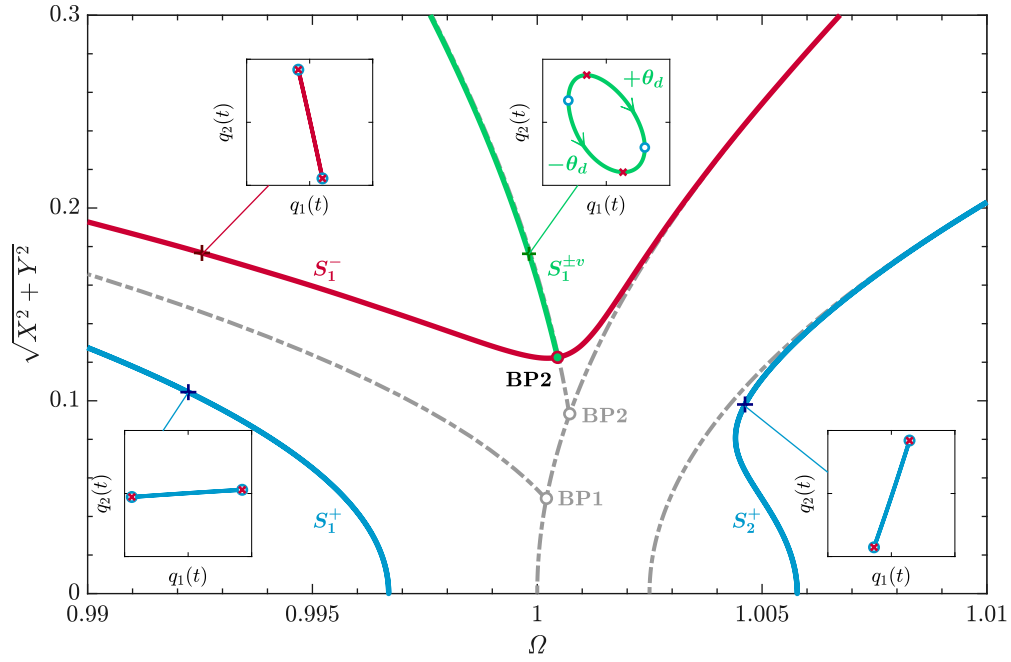 0.3
0.2
0.1
0
√X² + Y²
0.99
0.995
1
1.005
1.01
Ω
q₂(t)
q₁(t)
S₁⁻
q₂(t)
+θ_d
−θ_d
q₁(t)
S₁^{±v}
BP2
BP2
BP1
S₁⁺
q₂(t)
q₁(t)
S₂⁺
q₂(t)
q₁(t)